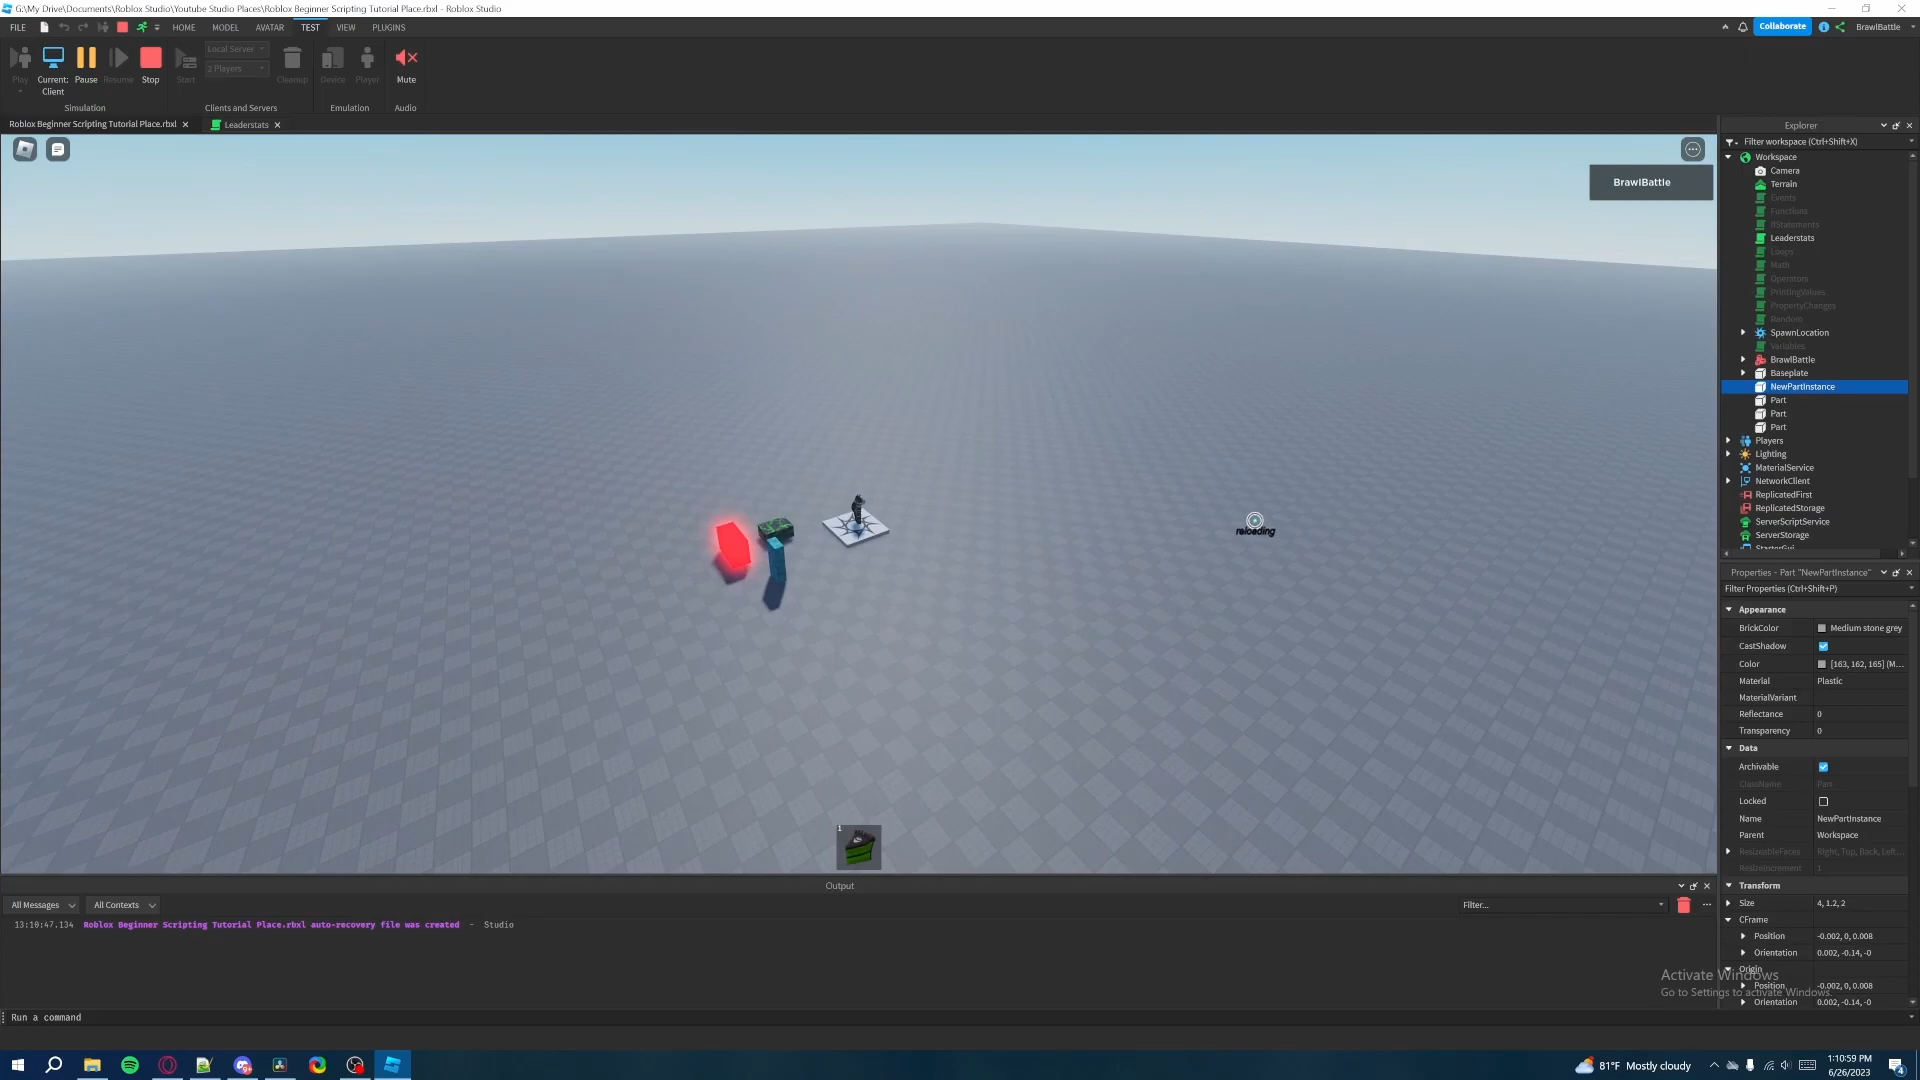 G:\My Drive\Documents\Roblox Studio\Youtube Studio Places\Roblox Beginner Scripting Tutorial Place.rbxl - Roblox Studio
FILE HOME MODEL AVATAR TEST VIEW PLUGINS Collaborate BrawlBattle
Local Server
2 Players
Play Current: Client Pause Resume Stop Start Cleanup Device Player Mute
Simulation Clients and Servers Emulation Audio
Roblox Beginner Scripting Tutorial Place.rbxl Leaderstats
BrawlBattle
reloading
1
Explorer
Filter workspace (Ctrl+Shift+X)
Workspace
Camera
Terrain
Events
Functions
IfStatements
Leaderstats
Loops
Math
Operators
PrintingValues
PropertyChanges
Random
SpawnLocation
Variables
BrawlBattle
Baseplate
NewPartInstance
Part
Part
Part
Players
Lighting
MaterialService
NetworkClient
ReplicatedFirst
ReplicatedStorage
ServerScriptService
ServerStorage
StarterGui
Properties - Part "NewPartInstance"
Filter Properties (Ctrl+Shift+P)
Appearance
BrickColor Medium stone grey
CastShadow
Color [163, 162, 165] (M...
Material Plastic
MaterialVariant
Reflectance 0
Transparency 0
Data
Archivable
ClassName Part
Locked
Name NewPartInstance
Parent Workspace
ResizeableFaces Right, Top, Back, Left...
ResizeIncrement 1
Transform
Size 4, 1.2, 2
CFrame
Position -0.002, 0, 0.008
Orientation 0.002, -0.14, -0
Origin
Position -0.002, 0, 0.008
Orientation 0.002, -0.14, -0
Activate Windows
Go to Settings to activate Windows.
Output
All Messages All Contexts Filter...
13:10:47.134 Roblox Beginner Scripting Tutorial Place.rbxl auto-recovery file was created - Studio
Run a command
81°F Mostly cloudy
1:10:59 PM
6/26/2023
4